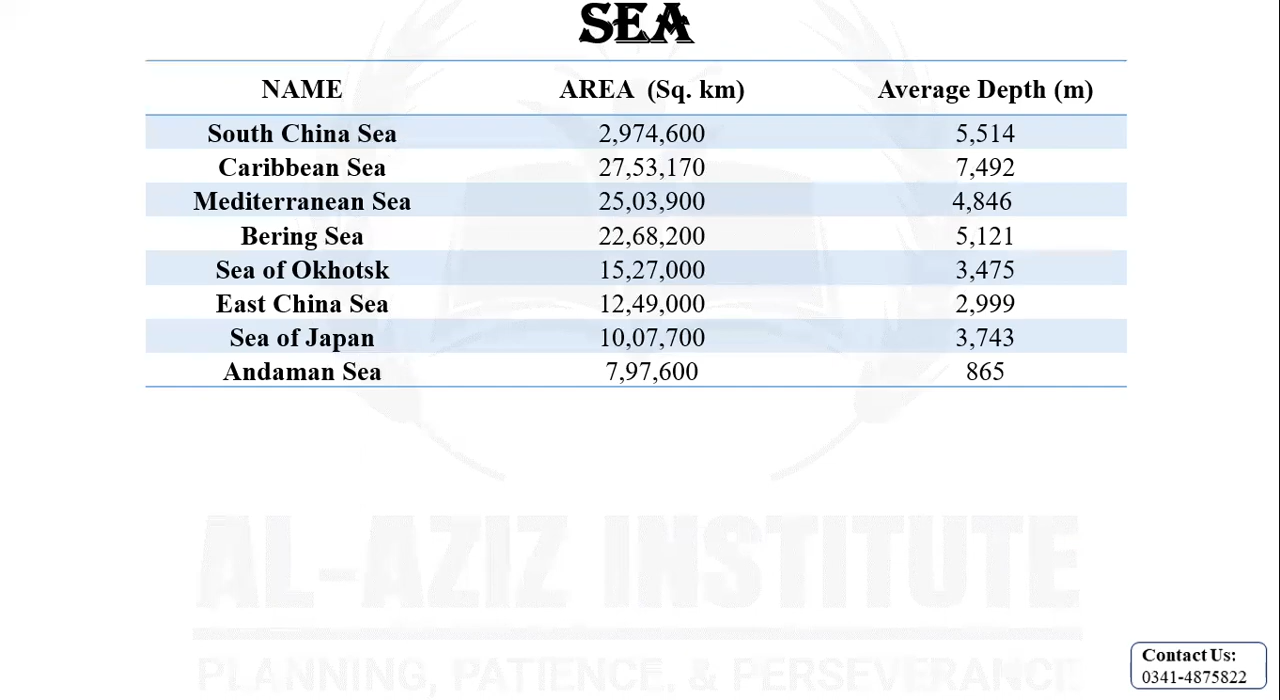 SEA
NAME AREA (Sq. km) Average Depth (m)
South China Sea 2,974,600 5,514
Caribbean Sea 27,53,170 7,492
Mediterranean Sea 25,03,900 4,846
Bering Sea 22,68,200 5,121
Sea of Okhotsk 15,27,000 3,475
East China Sea 12,49,000 2,999
Sea of Japan 10,07,700 3,743
Andaman Sea 7,97,600 865
AL-AZIZ INSTITUTE
PLANNING, PATIENCE, & PERSEVERANCE
Contact Us:
0341-4875822